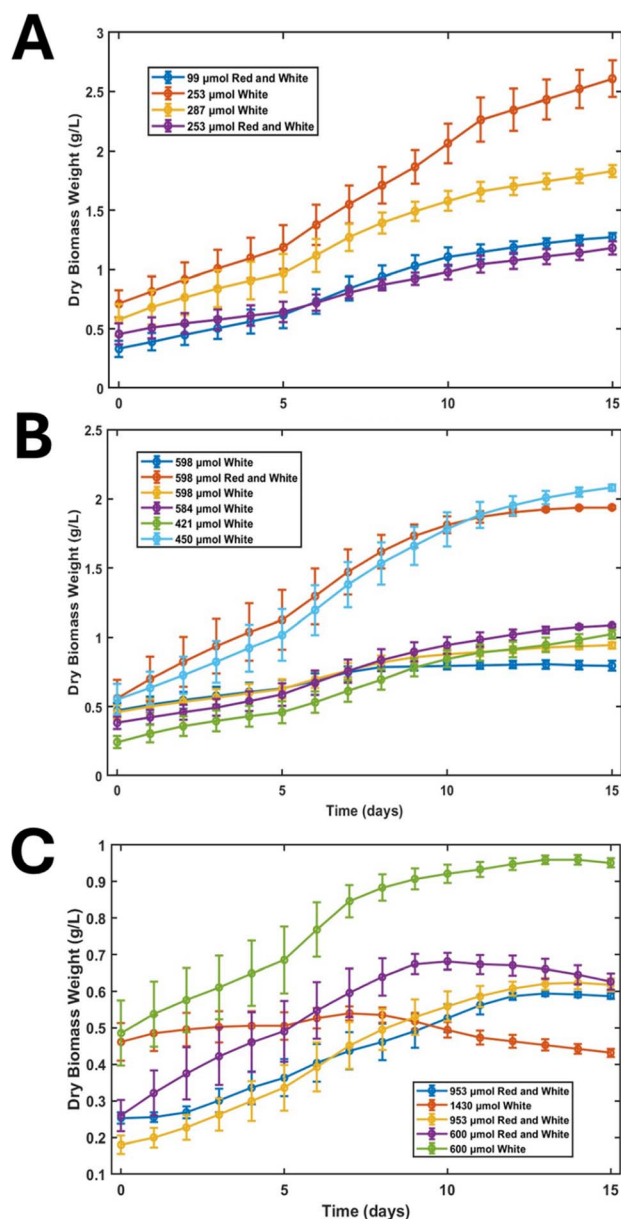 A
3
2.5
2
1.5
1
0.5
0
Dry Biomass Weight (g/L)
99 µmol Red and White
253 µmol White
287 µmol White
253 µmol Red and White
0 5 10 15
B
2.5
2
1.5
1
0.5
0
Dry Biomass Weight (g/L)
598 µmol White
598 µmol Red and White
598 µmol White
584 µmol White
421 µmol White
450 µmol White
0 5 10 15
Time (days)
C
1
0.9
0.8
0.7
0.6
0.5
0.4
0.3
0.2
0.1
Dry Biomass Weight (g/L)
953 µmol Red and White
1430 µmol White
953 µmol Red and White
600 µmol Red and White
600 µmol White
0 5 10 15
Time (days)